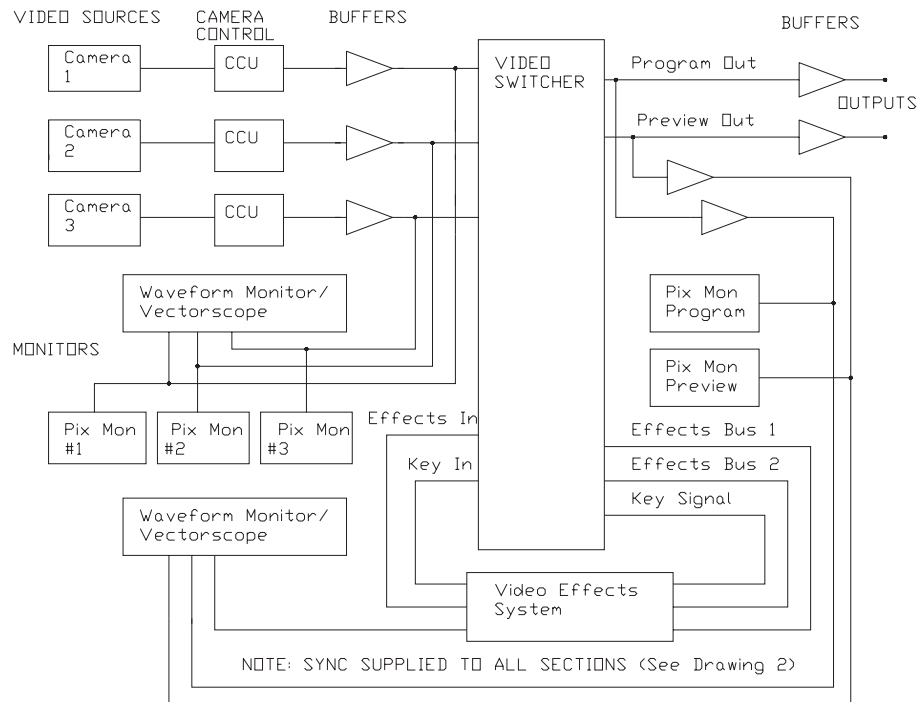 VIDEO SOURCES
CAMERA
CONTROL
BUFFERS
BUFFERS
Camera
1
CCU
VIDEO
SWITCHER
Program Out
OUTPUTS
Camera
2
CCU
Preview Out
Camera
3
CCU
Waveform Monitor/
Vectorscope
Pix Mon
Program
MONITORS
Pix Mon
Preview
Pix Mon
#1
Pix Mon
#2
Pix Mon
#3
Effects In
Key In
Effects Bus 1
Effects Bus 2
Key Signal
Waveform Monitor/
Vectorscope
Video Effects
System
NOTE: SYNC SUPPLIED TO ALL SECTIONS (See Drawing 2)